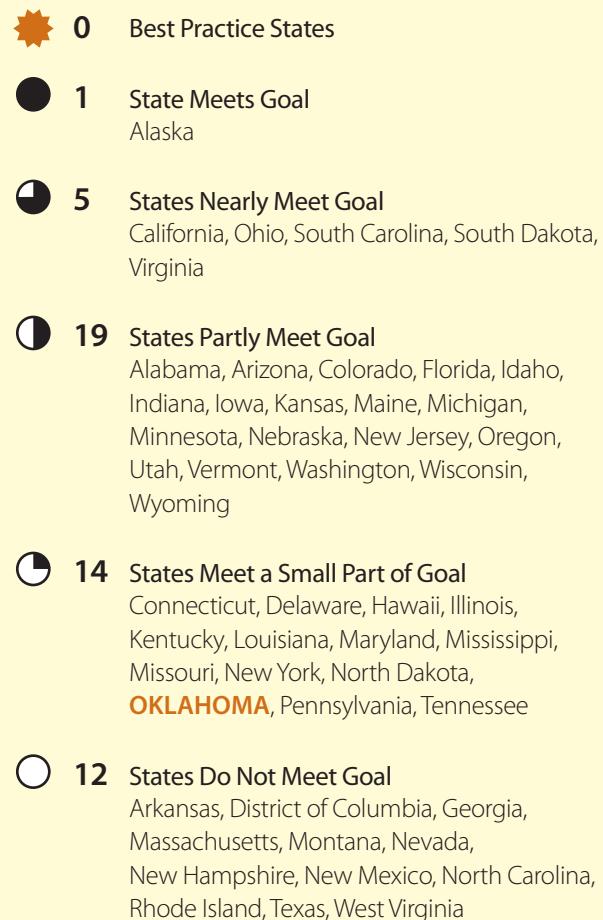 0 Best Practice States
1 State Meets Goal
Alaska
5 States Nearly Meet Goal
California, Ohio, South Carolina, South Dakota,
Virginia
19 States Partly Meet Goal
Alabama, Arizona, Colorado, Florida, Idaho,
Indiana, Iowa, Kansas, Maine, Michigan,
Minnesota, Nebraska, New Jersey, Oregon,
Utah, Vermont, Washington, Wisconsin,
Wyoming
14 States Meet a Small Part of Goal
Connecticut, Delaware, Hawaii, Illinois,
Kentucky, Louisiana, Maryland, Mississippi,
Missouri, New York, North Dakota,
OKLAHOMA, Pennsylvania, Tennessee
12 States Do Not Meet Goal
Arkansas, District of Columbia, Georgia,
Massachusetts, Montana, Nevada,
New Hampshire, New Mexico, North Carolina,
Rhode Island, Texas, West Virginia